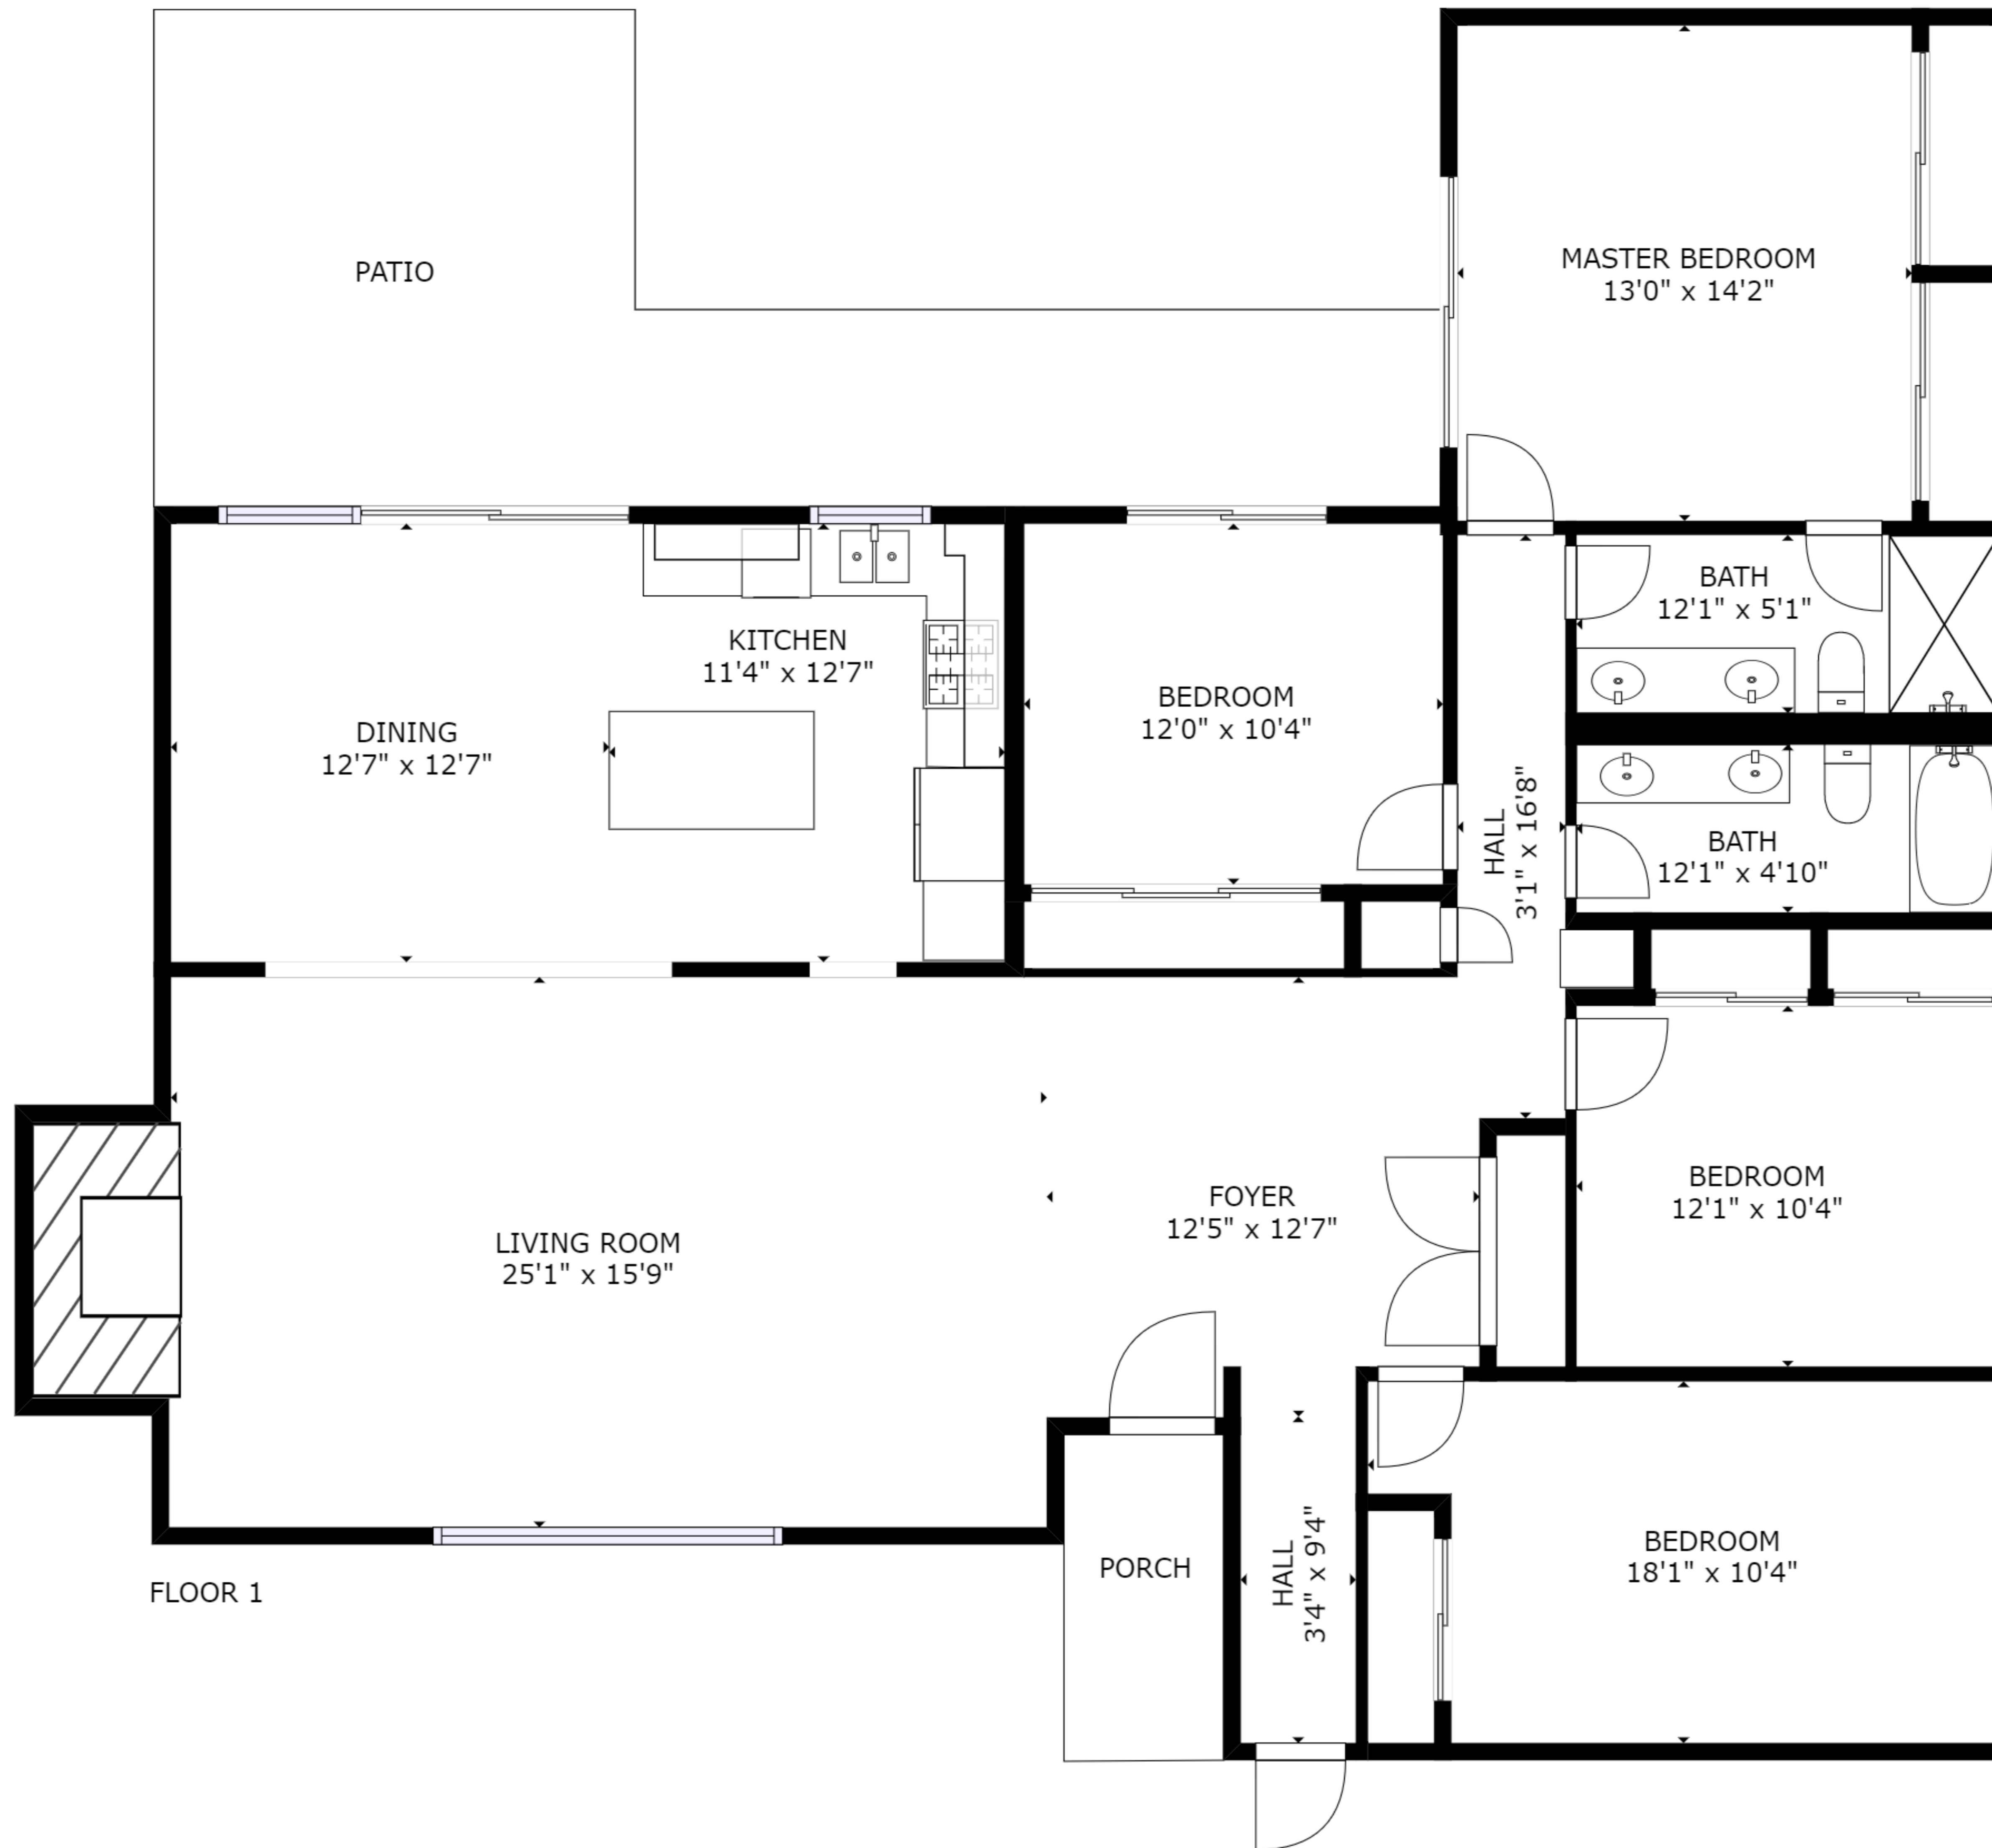 PATIO
MASTER BEDROOM
13'0" x 14'2"
KITCHEN
11'4" x 12'7"
DINING
12'7" x 12'7"
BEDROOM
12'0" x 10'4"
HALL
3'1" x 16'8"
BATH
12'1" x 5'1"
BATH
12'1" x 4'10"
LIVING ROOM
25'1" x 15'9"
FOYER
12'5" x 12'7"
BEDROOM
12'1" x 10'4"
PORCH
HALL
3'4" x 9'4"
BEDROOM
18'1" x 10'4"
FLOOR 1